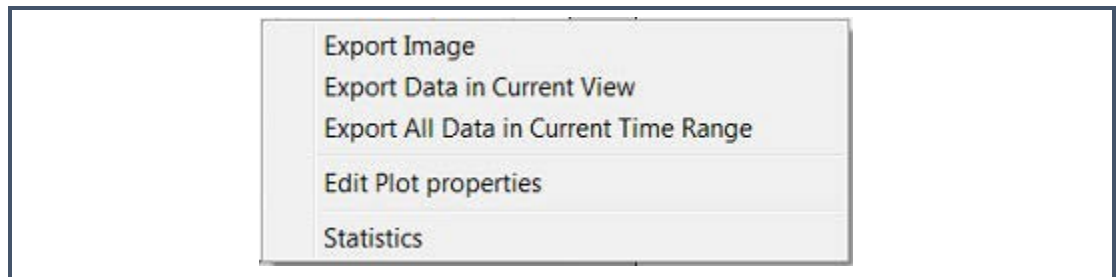 Export Image
Export Data in Current View
Export All Data in Current Time Range
Edit Plot properties
Statistics